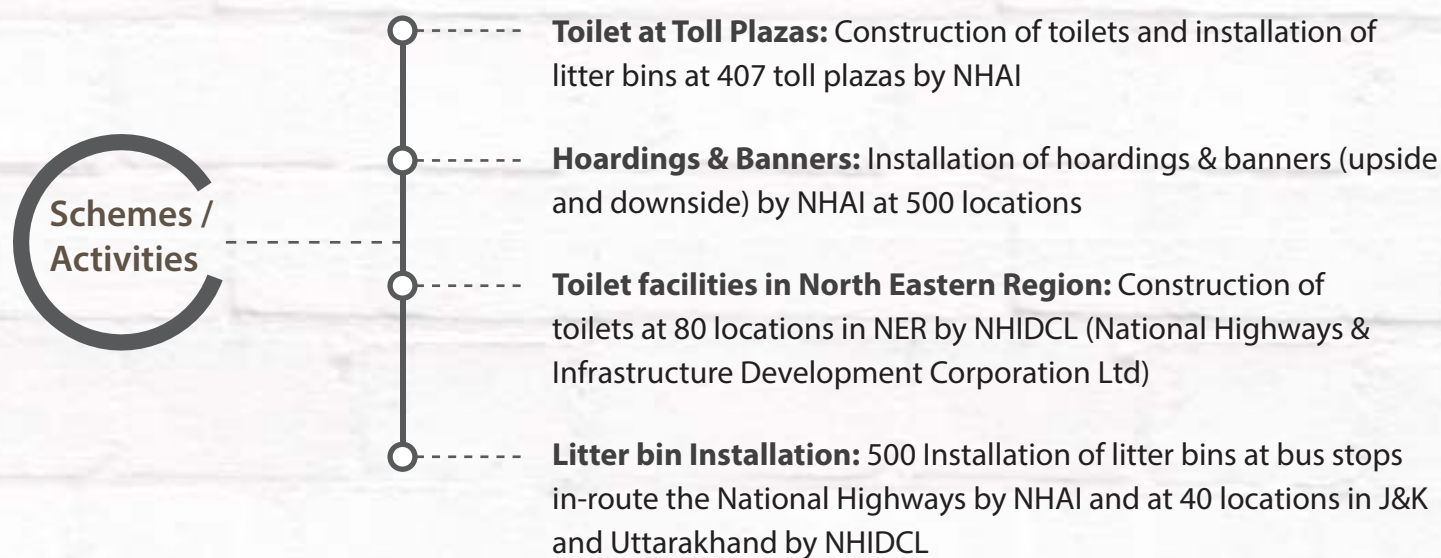 Schemes /
Activities
Toilet at Toll Plazas: Construction of toilets and installation of
litter bins at 407 toll plazas by NHAI
Hoardings & Banners: Installation of hoardings & banners (upside
and downside) by NHAI at 500 locations
Toilet facilities in North Eastern Region: Construction of
toilets at 80 locations in NER by NHIDCL (National Highways &
Infrastructure Development Corporation Ltd)
Litter bin Installation: 500 Installation of litter bins at bus stops
in-route the National Highways by NHAI and at 40 locations in J&K
and Uttarakhand by NHIDCL